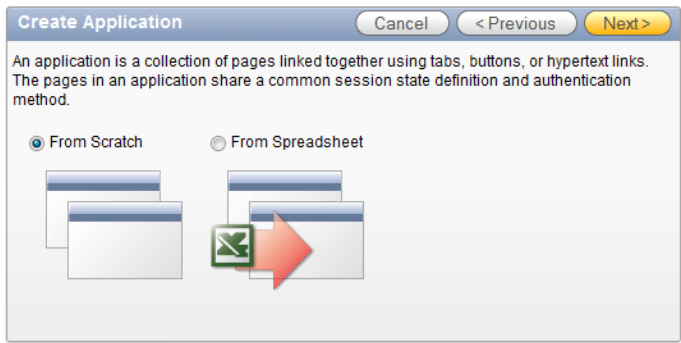 Create Application
Cancel
< Previous
Next >
An application is a collection of pages linked together using tabs, buttons, or hypertext links.
The pages in an application share a common session state definition and authentication
method.
From Scratch
From Spreadsheet